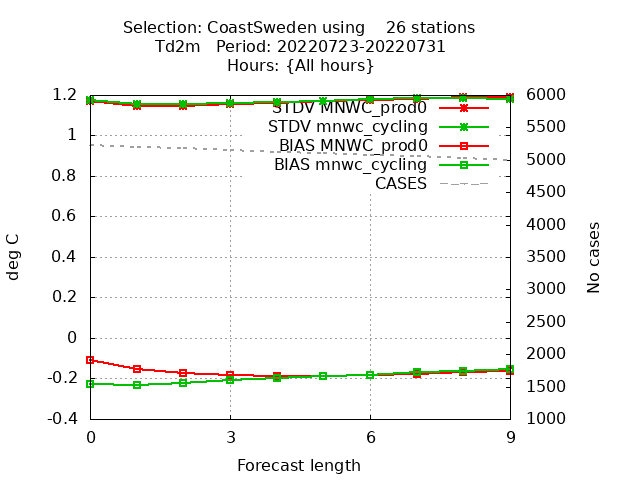 Selection: CoastSweden using 26 stations
Td2m Period: 20220723-20220731
Hours: {All hours}
1.2
1
0.8
0.6
0.4
0.2
0
-0.2
-0.4
deg C
STDV MNWC_prod0
STDV mnwc_cycling
BIAS MNWC_prod0
BIAS mnwc_cycling
CASES
6000
5500
5000
4500
4000
3500
3000
2500
2000
1500
1000
No cases
0 3 6 9
Forecast length